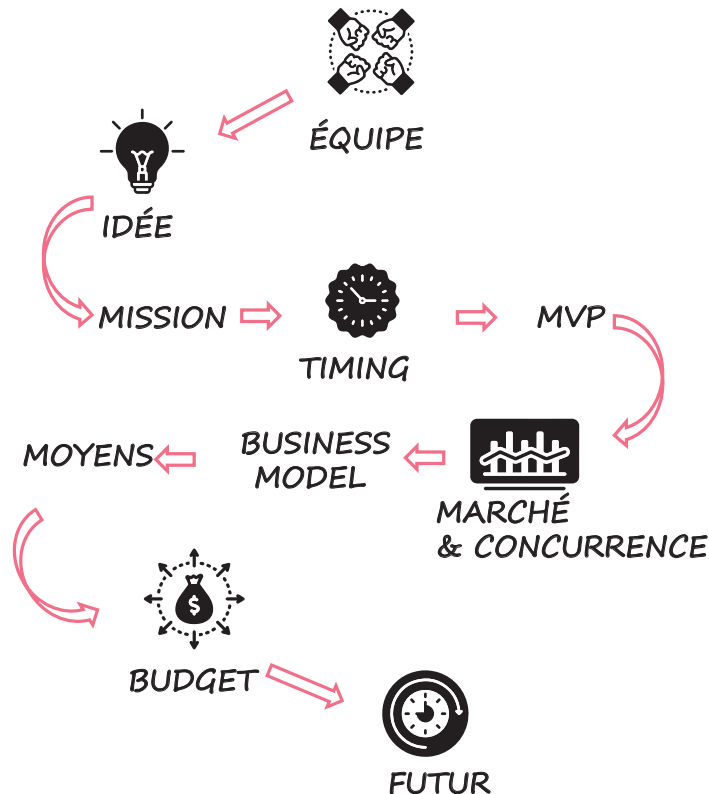 ÉQUIPE
IDÉE
MISSION
TIMING
MVP
MARCHÉ
& CONCURRENCE
BUSINESS
MODEL
MOYENS
$
BUDGET
FUTUR